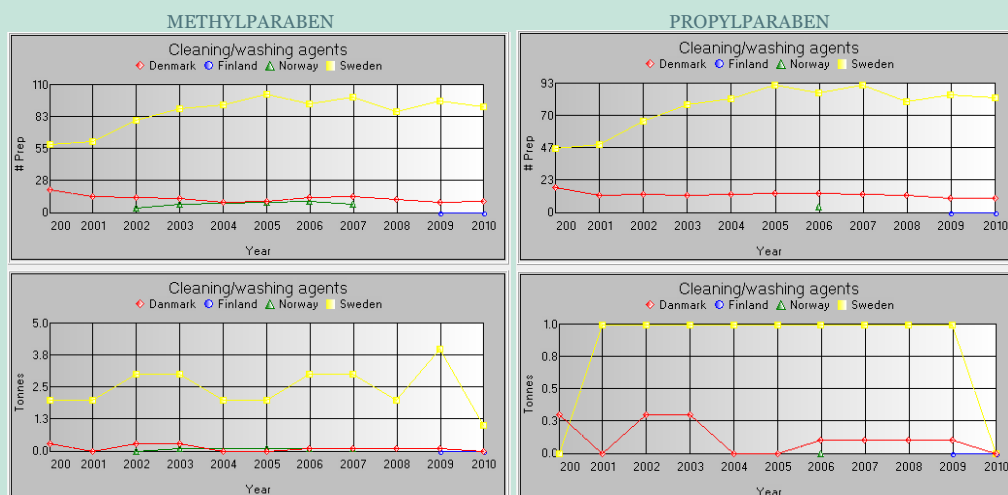 METHYLPARABEN
Cleaning/washing agents
Denmark Finland Norway Sweden
110
83
55
28
0
# Prep
200 2001 2002 2003 2004 2005 2006 2007 2008 2009 2010
Year
PROPYLPARABEN
Cleaning/washing agents
Denmark Finland Norway Sweden
93
70
47
23
0
# Prep
200 2001 2002 2003 2004 2005 2006 2007 2008 2009 2010
Year
Cleaning/washing agents
Denmark Finland Norway Sweden
5.0
3.8
2.5
1.3
0.0
Tonnes
200 2001 2002 2003 2004 2005 2006 2007 2008 2009 2010
Year
Cleaning/washing agents
Denmark Finland Norway Sweden
1.0
0.8
0.5
0.3
0.0
Tonnes
200 2001 2002 2003 2004 2005 2006 2007 2008 2009 2010
Year